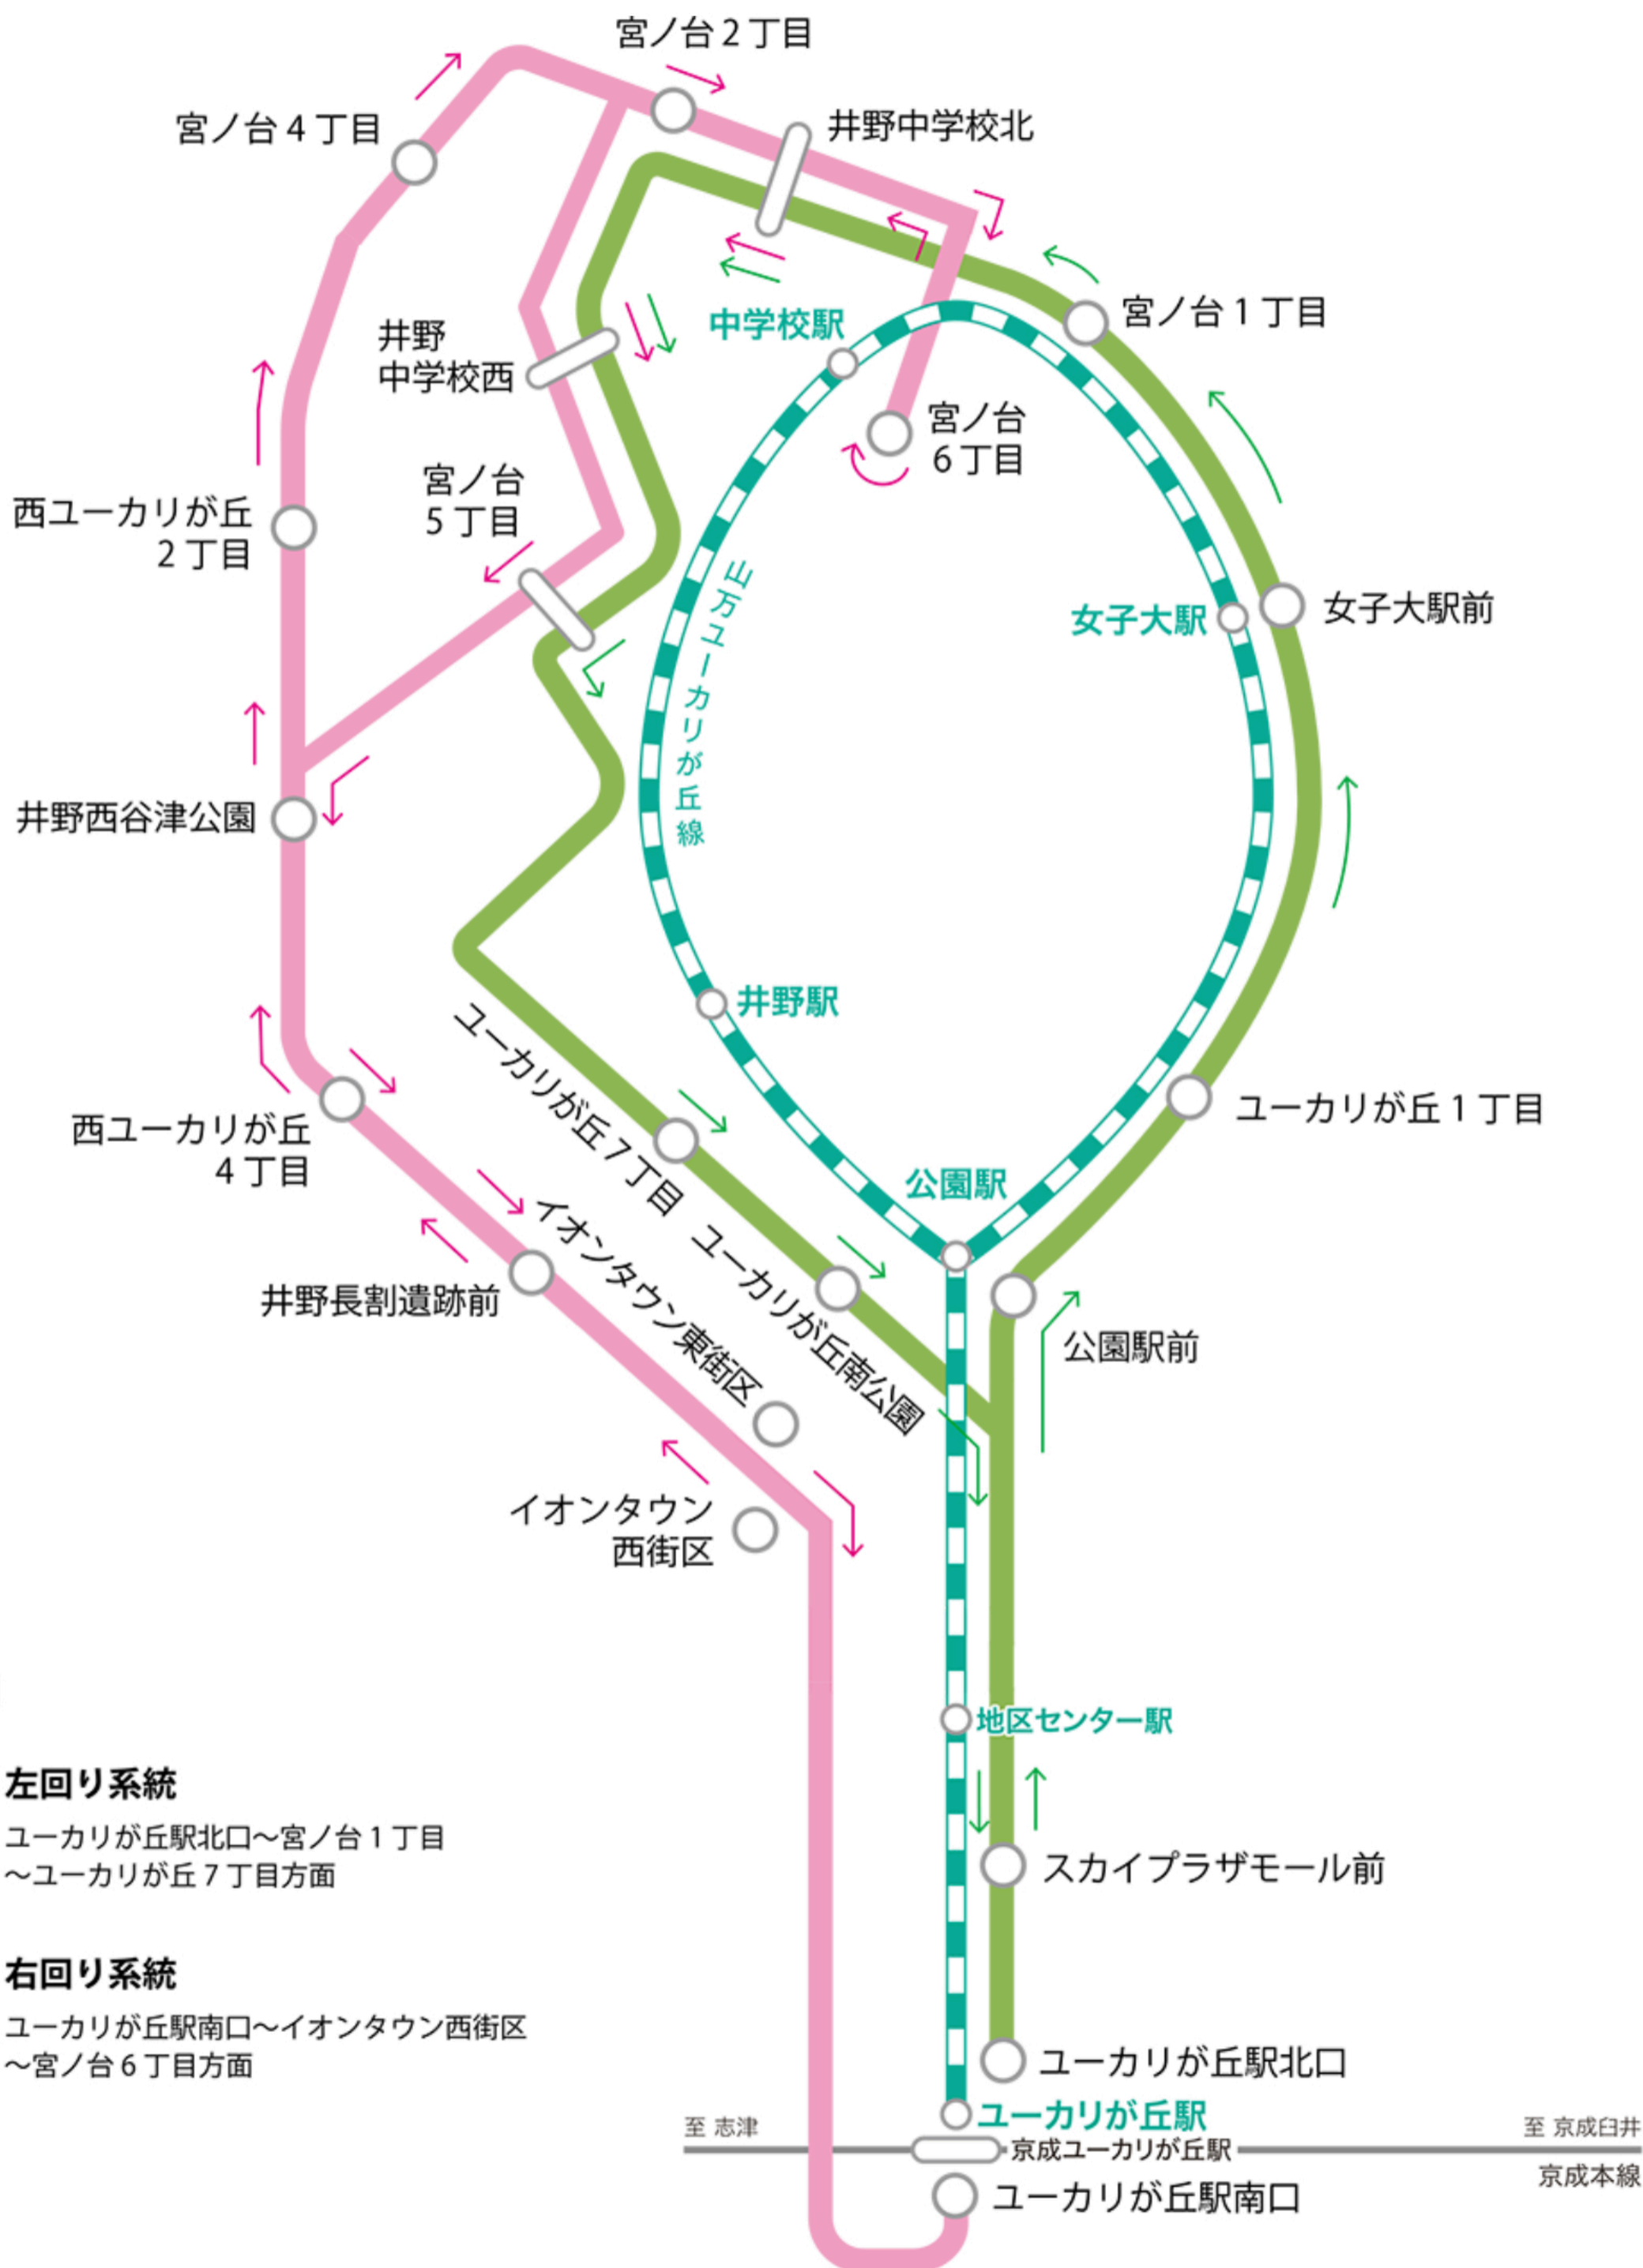 宮ノ台2丁目
宮ノ台4丁目
井野中学校北
宮ノ台1丁目
中学校駅
井野
中学校西
宮ノ台
6丁目
宮ノ台
5丁目
西ユーカリが丘
2丁目
山万ユーカリが丘線
女子大駅
女子大駅前
井野西谷津公園
井野駅
ユーカリが丘7丁目
ユーカリが丘1丁目
西ユーカリが丘
4丁目
公園駅
イオンタウン東街区
ユーカリが丘南公園
井野長割遺跡前
公園駅前
イオンタウン
西街区
地区センター駅
左回り系統
ユーカリが丘駅北口〜宮ノ台1丁目
〜ユーカリが丘7丁目方面
スカイプラザモール前
右回り系統
ユーカリが丘駅南口〜イオンタウン西街区
〜宮ノ台6丁目方面
ユーカリが丘駅北口
ユーカリが丘駅
至 志津
至 京成臼井
京成ユーカリが丘駅
京成本線
ユーカリが丘駅南口